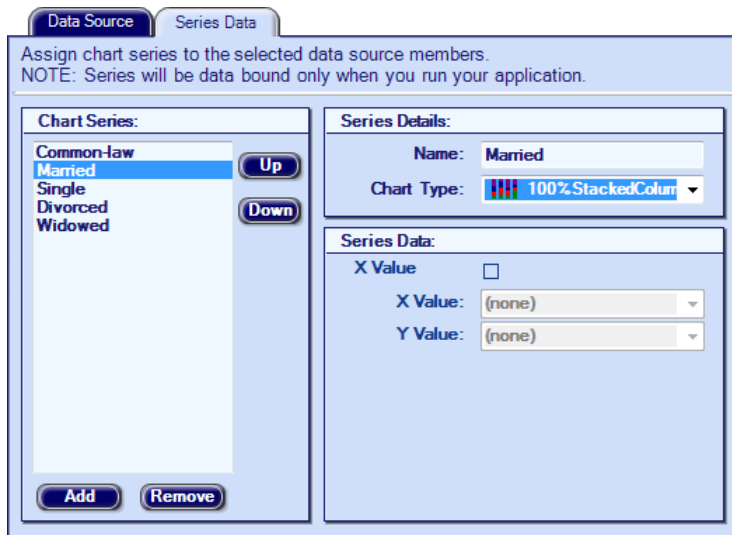 Data Source
Series Data
Assign chart series to the selected data source members.
NOTE: Series will be data bound only when you run your application.
Chart Series:
Common-law
Married
Single
Divorced
Widowed
Up
Down
Add
Remove
Series Details:
Name: Married
Chart Type: 100%StackedColum
Series Data:
X Value
X Value: (none)
Y Value: (none)